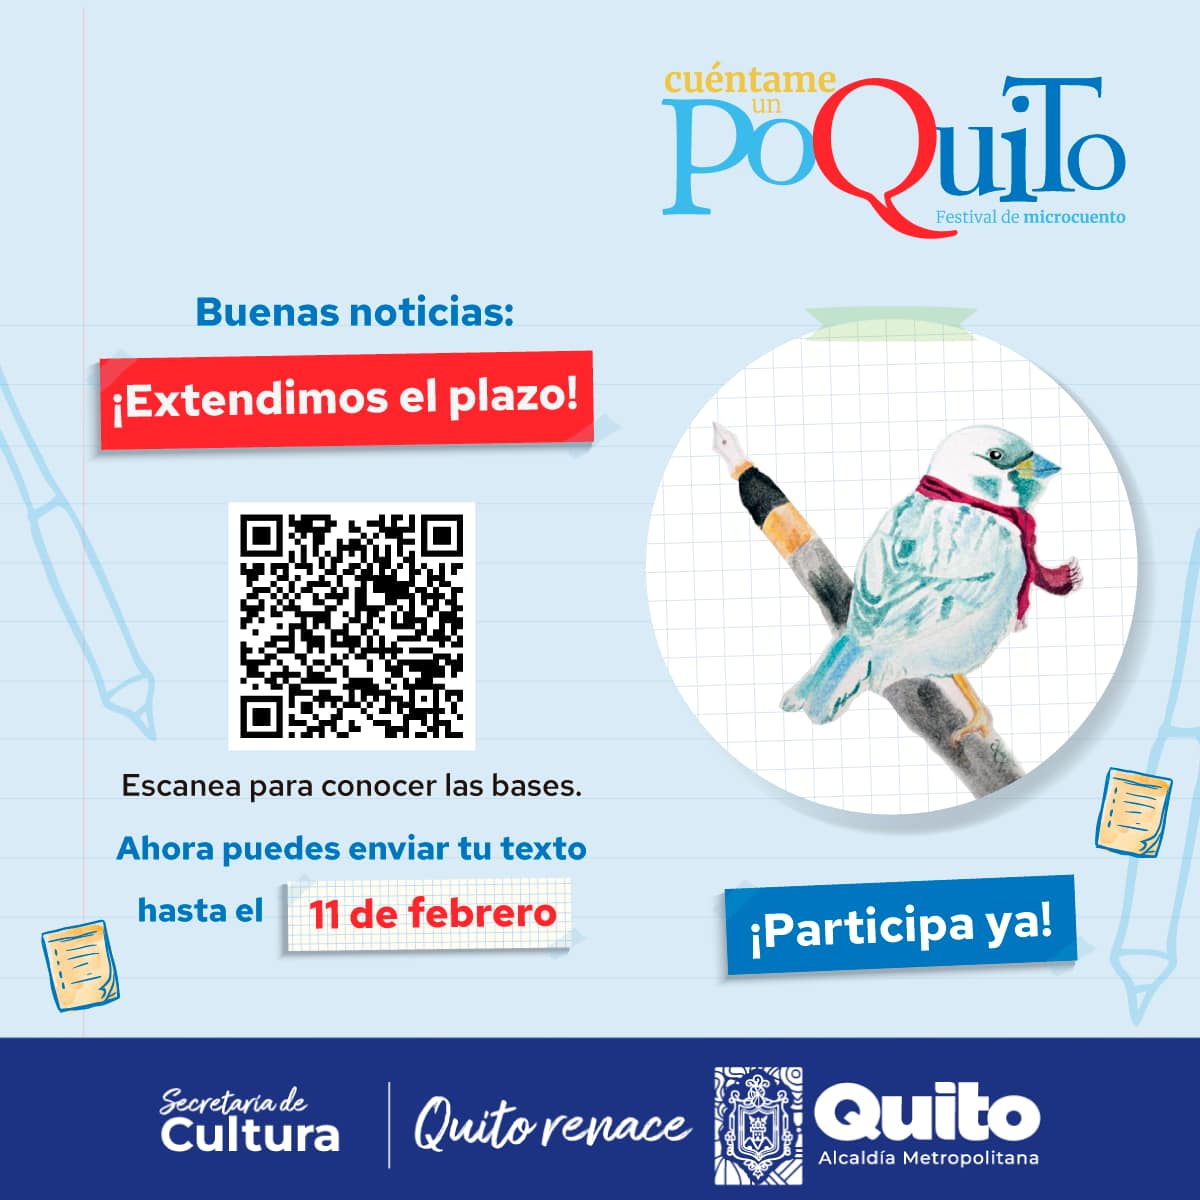 cuéntame
un
PoQuiTo
Festival de microcuento
Buenas noticias:
¡Extendimos el plazo!
Escanea para conocer las bases.
Ahora puedes enviar tu texto
hasta el 11 de febrero
¡Participa ya!
Secretaría de
Cultura
Quito renace
Quito
Alcaldía Metropolitana